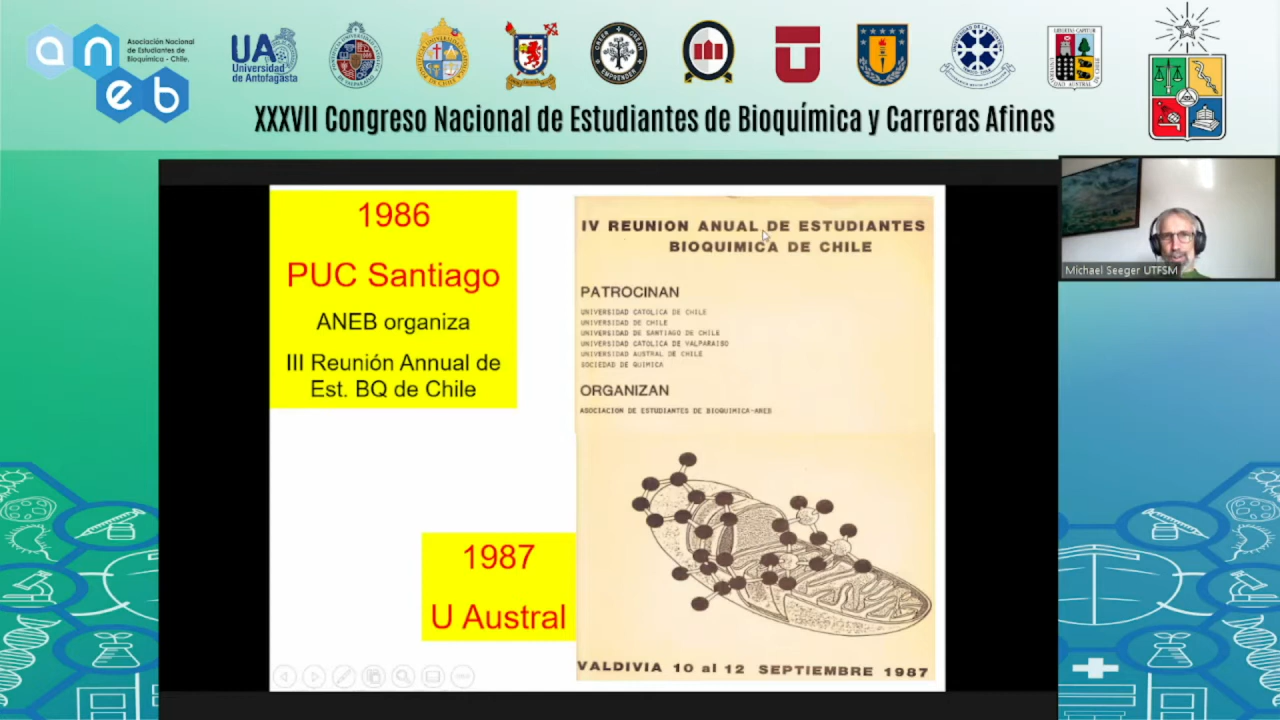 aneb
Asociación Nacional
de Estudiantes de
Bioquímica - Chile.
UA
Universidad
de Antofagasta
CREER CREAR
EMPRENDER
XXXVII Congreso Nacional de Estudiantes de Bioquímica y Carreras Afines
1986
PUC Santiago
ANEB organiza
III Reunión Annual de
Est. BQ de Chile
IV REUNION ANUAL DE ESTUDIANTES
BIOQUIMICA DE CHILE
PATROCINAN
UNIVERSIDAD CATOLICA DE CHILE
UNIVERSIDAD DE CHILE
UNIVERSIDAD DE SANTIAGO DE CHILE
UNIVERSIDAD CATOLICA DE VALPARAISO
UNIVERSIDAD AUSTRAL DE CHILE
SOCIEDAD DE QUIMICA
ORGANIZAN
ASOCIACION DE ESTUDIANTES DE BIOQUIMICA-ANEB
1987
U Austral
VALDIVIA 10 al 12 SEPTIEMBRE 1987
Michael Seeger UTFSM